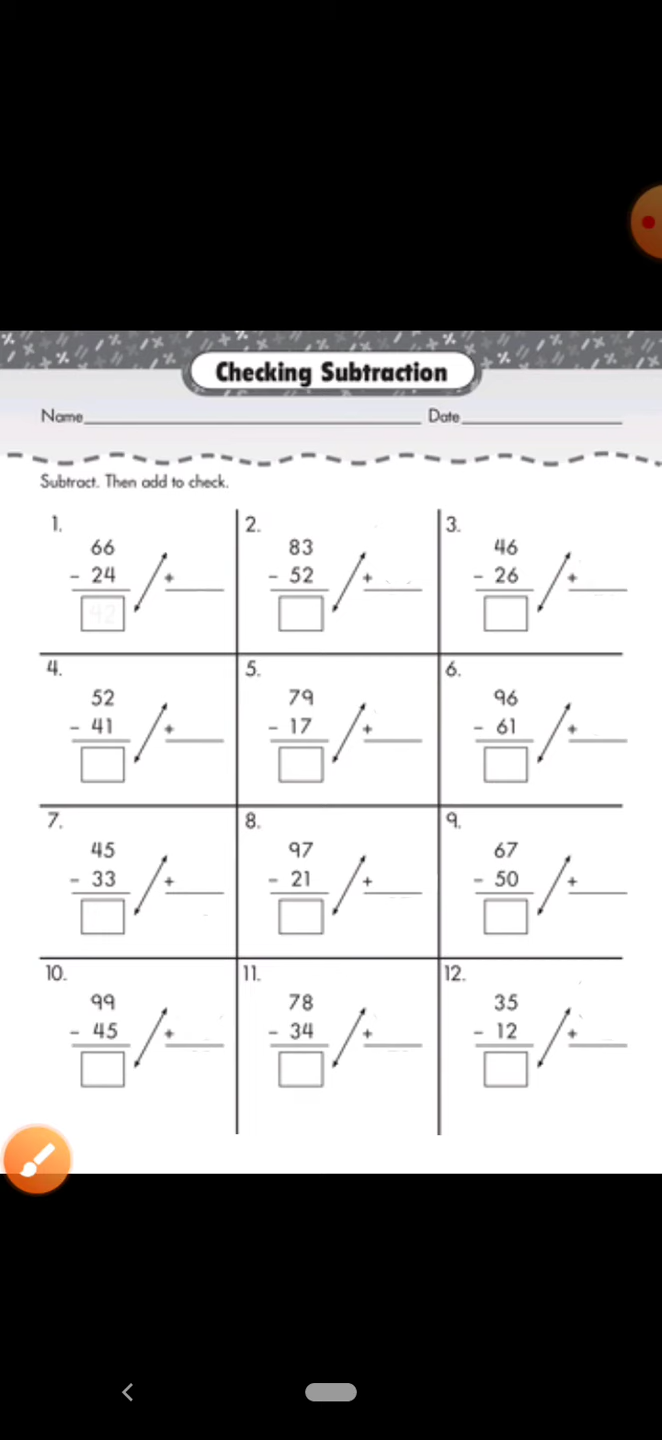 Checking Subtraction
Name Date
Subtract. Then add to check.
1. 2. 3.
66 83 46
- 24 + - 52 + - 26 +
42
4. 5. 6.
52 79 96
- 41 + - 17 + - 61 +
7. 8. 9.
45 97 67
- 33 + - 21 + - 50 +
10. 11. 12.
99 78 35
- 45 + - 34 + - 12 +